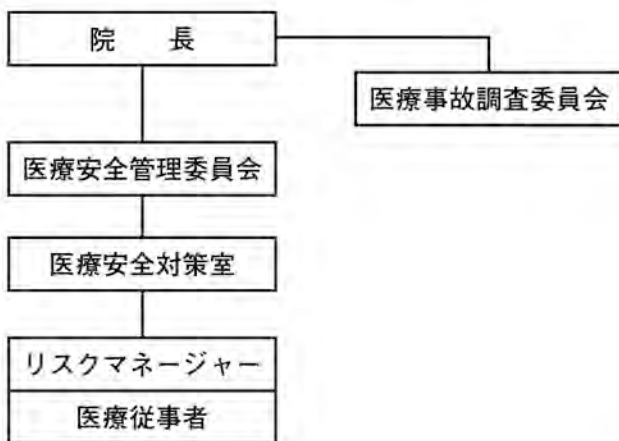 院　　長
医療事故調査委員会
医療安全管理委員会
医療安全対策室
リスクマネージャー
医療従事者